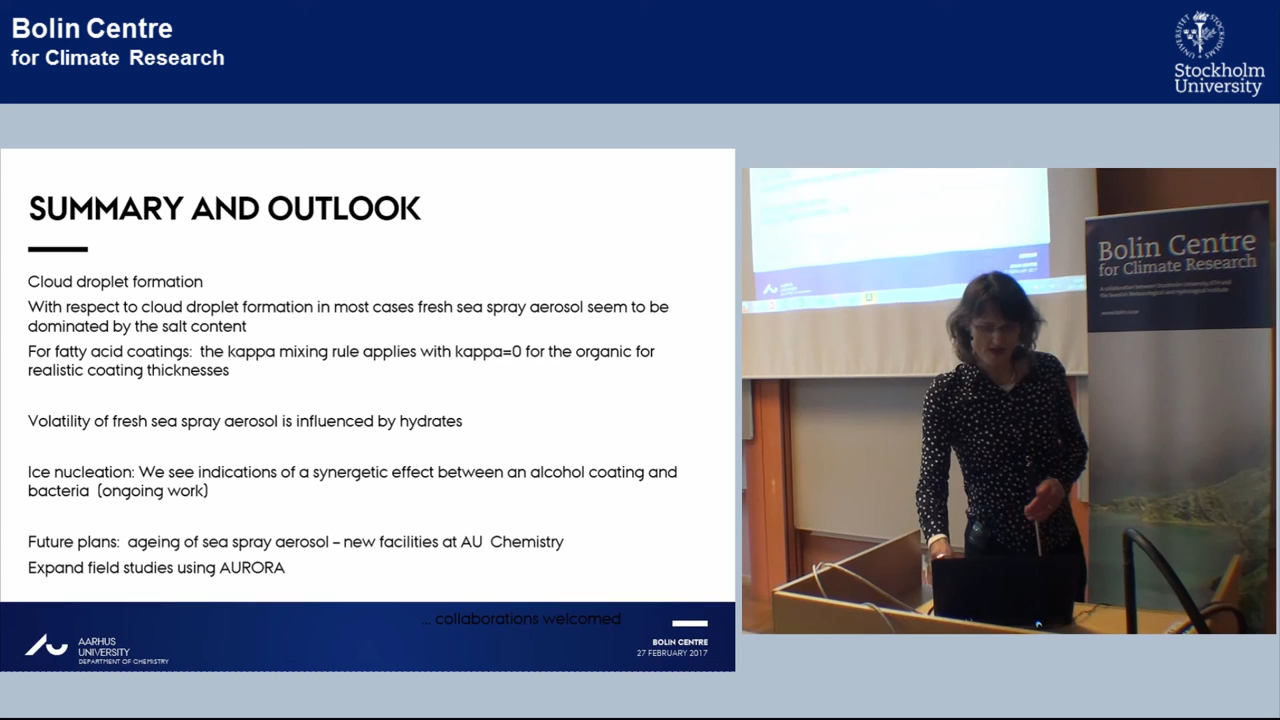 Bolin Centre
for Climate Research
Stockholm
University
SUMMARY AND OUTLOOK
Cloud droplet formation
With respect to cloud droplet formation in most cases fresh sea spray aerosol seem to be
dominated by the salt content
For fatty acid coatings: the kappa mixing rule applies with kappa=0 for the organic for
realistic coating thicknesses
Volatility of fresh sea spray aerosol is influenced by hydrates
Ice nucleation: We see indications of a synergetic effect between an alcohol coating and
bacteria (ongoing work)
Future plans: ageing of sea spray aerosol – new facilities at AU Chemistry
Expand field studies using AURORA
... collaborations welcomed
AARHUS
UNIVERSITY
DEPARTMENT OF CHEMISTRY
BOLIN CENTRE
27 FEBRUARY 2017
Bolin Centre
for Climate Research